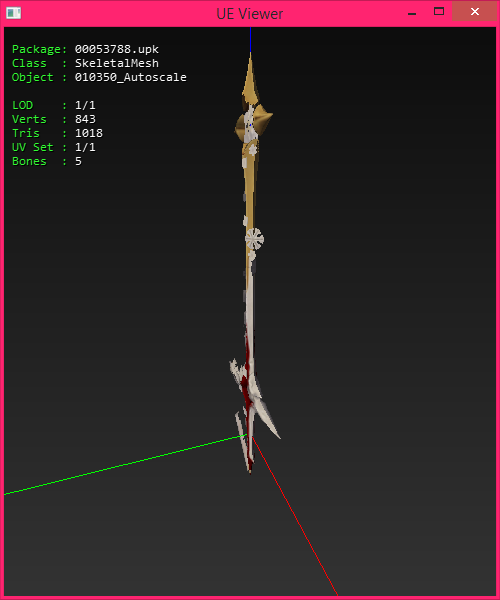 UE Viewer
Package: 00053788.upk
Class  : SkeletalMesh
Object : 010350_Autoscale
LOD    : 1/1
Verts  : 843
Tris   : 1018
UV Set : 1/1
Bones  : 5